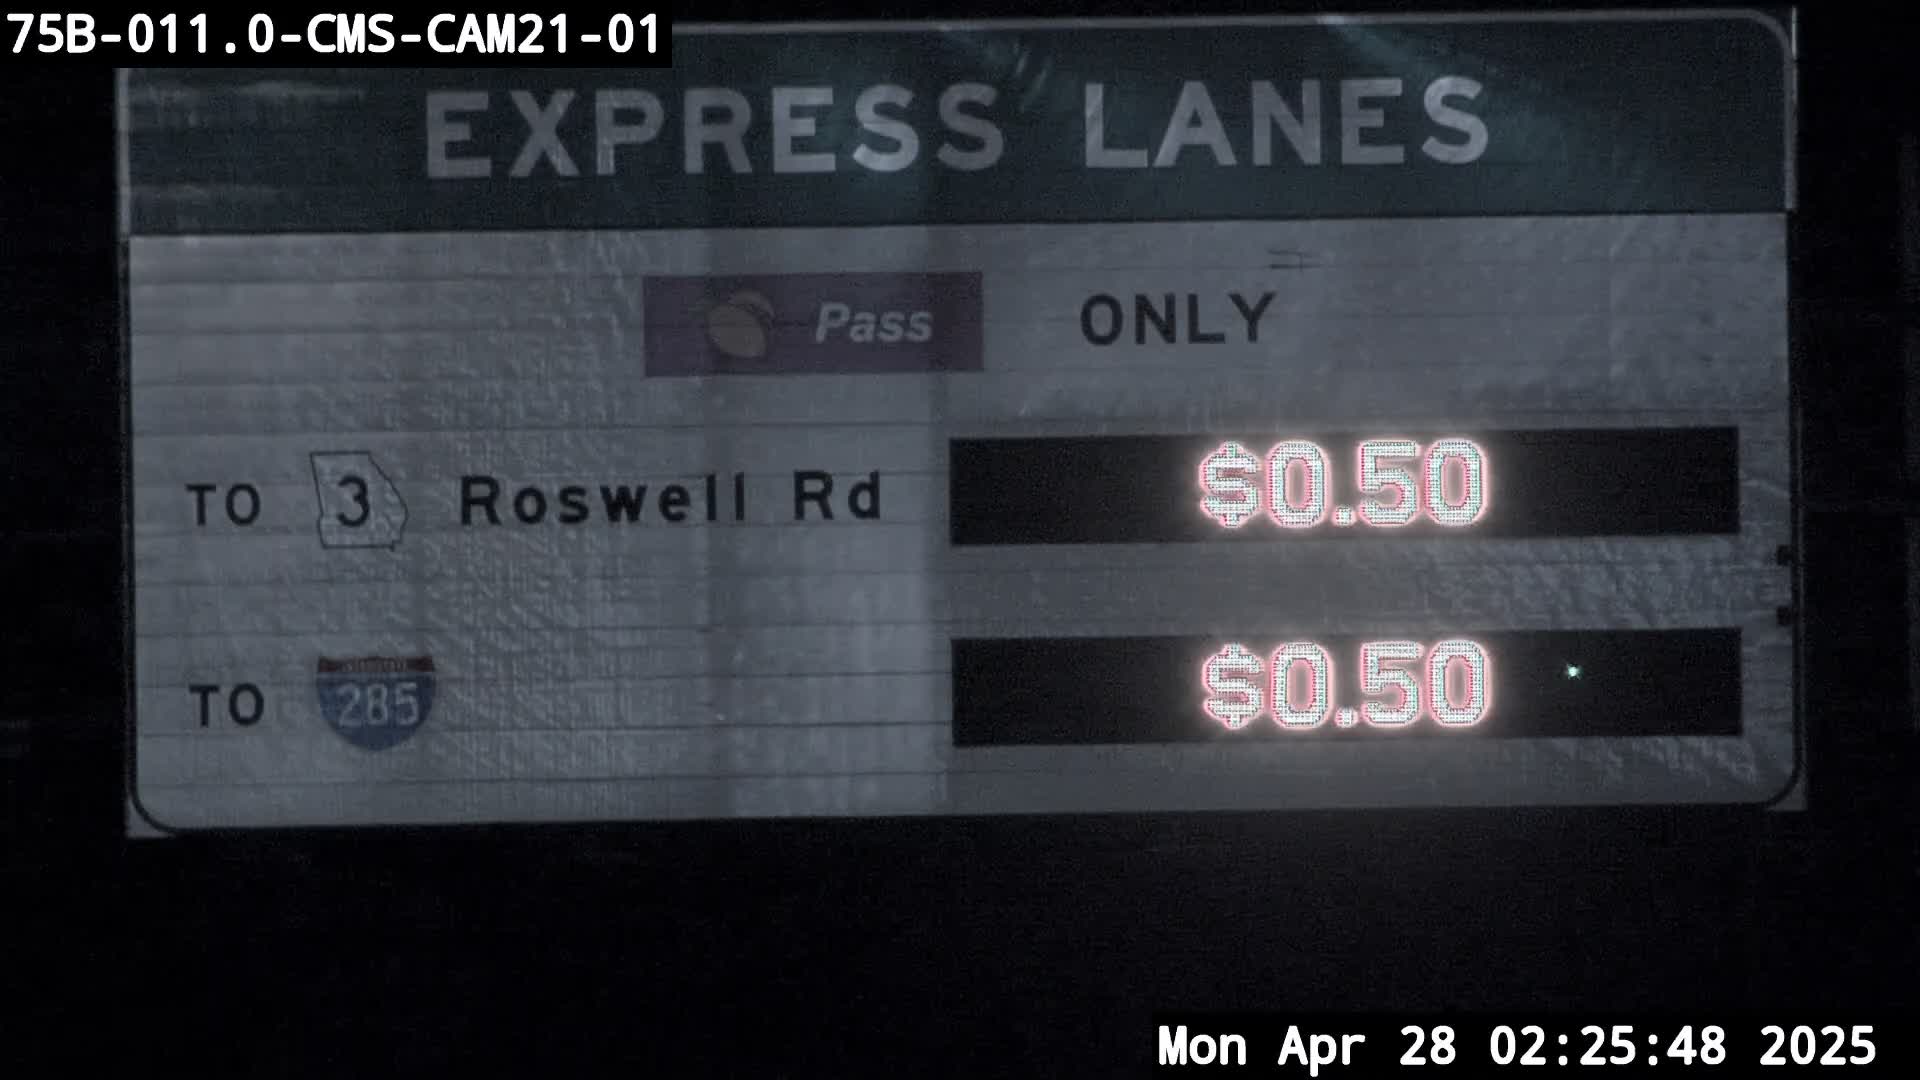 75B-011.0-CMS-CAM21-01
EXPRESS LANES
Pass ONLY
TO 3 Roswell Rd $0.50
TO 285 $0.50
Mon Apr 28 02:25:48 2025